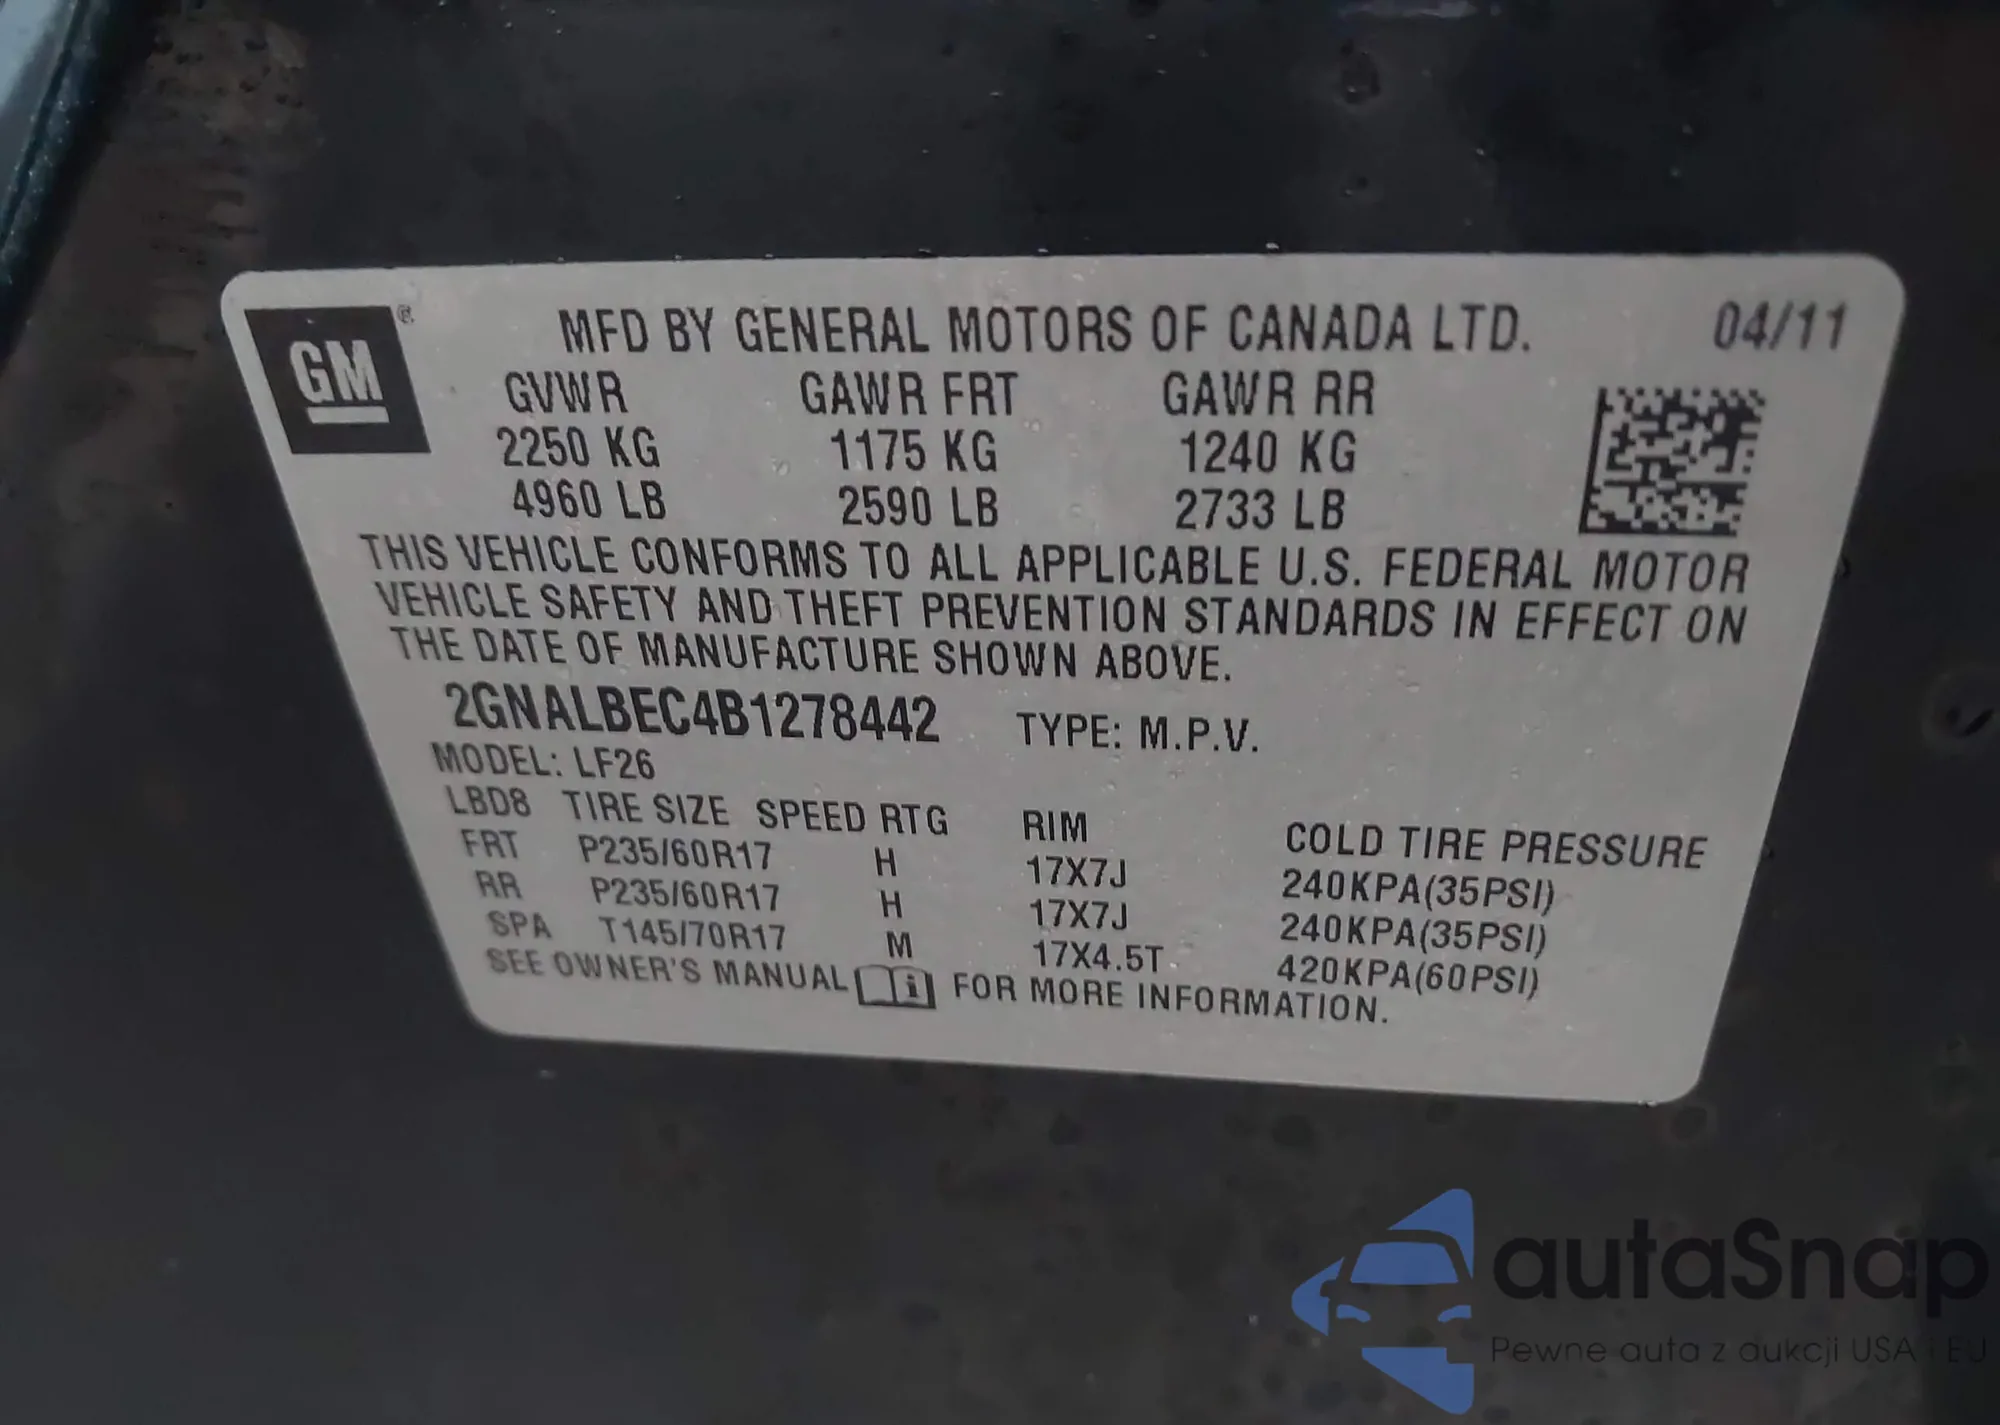 GM ®
MFD BY GENERAL MOTORS OF CANADA LTD. 04/11
GVWR GAWR FRT GAWR RR
2250 KG 1175 KG 1240 KG
4960 LB 2590 LB 2733 LB
THIS VEHICLE CONFORMS TO ALL APPLICABLE U.S. FEDERAL MOTOR
VEHICLE SAFETY AND THEFT PREVENTION STANDARDS IN EFFECT ON
THE DATE OF MANUFACTURE SHOWN ABOVE.
2GNALBEC4B1278442 TYPE: M.P.V.
MODEL: LF26
LBD8 TIRE SIZE SPEED RTG RIM COLD TIRE PRESSURE
FRT P235/60R17 H 17X7J 240KPA(35PSI)
RR P235/60R17 H 17X7J 240KPA(35PSI)
SPA T145/70R17 M 17X4.5T 420KPA(60PSI)
SEE OWNER'S MANUAL i FOR MORE INFORMATION.
autaSnap
Pewne auta z aukcji USA i EU